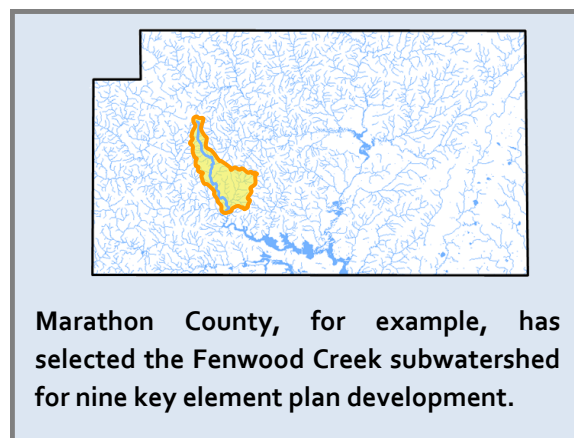 Marathon County, for example, has
selected the Fenwood Creek subwatershed
for nine key element plan development.